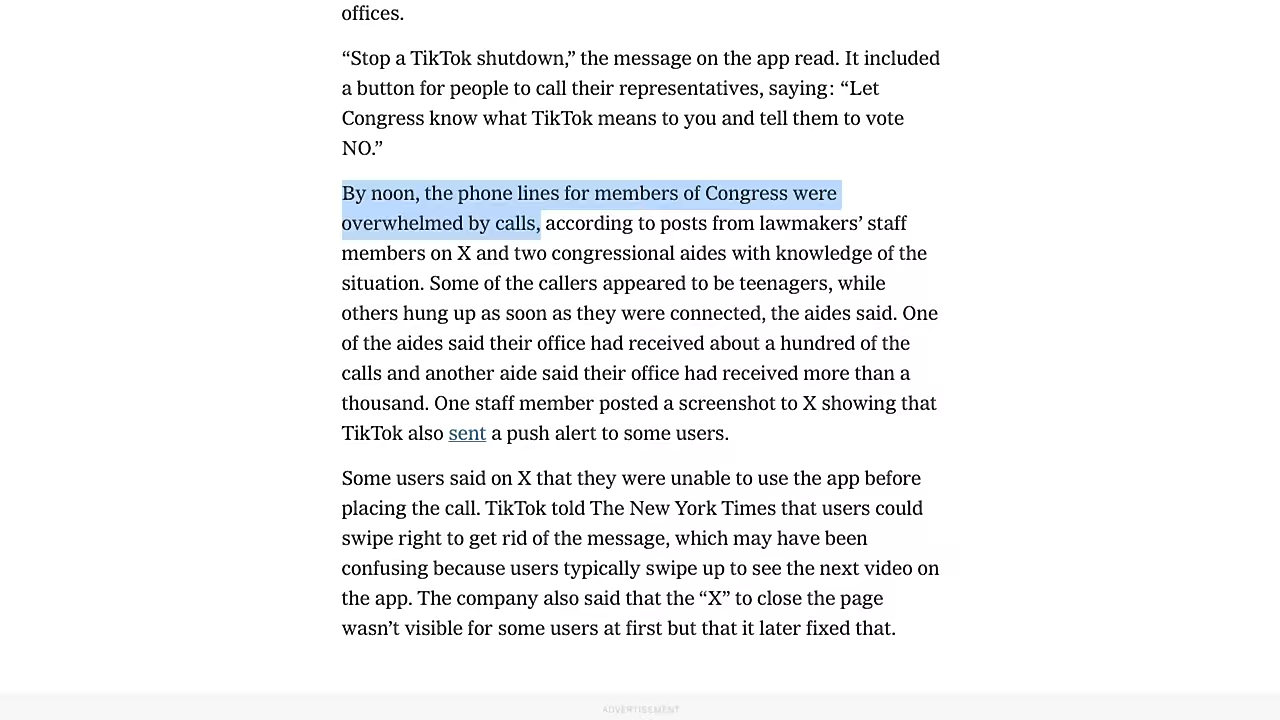 offices.
“Stop a TikTok shutdown,” the message on the app read. It included
a button for people to call their representatives, saying: “Let
Congress know what TikTok means to you and tell them to vote
NO.”
By noon, the phone lines for members of Congress were
overwhelmed by calls, according to posts from lawmakers’ staff
members on X and two congressional aides with knowledge of the
situation. Some of the callers appeared to be teenagers, while
others hung up as soon as they were connected, the aides said. One
of the aides said their office had received about a hundred of the
calls and another aide said their office had received more than a
thousand. One staff member posted a screenshot to X showing that
TikTok also sent a push alert to some users.
Some users said on X that they were unable to use the app before
placing the call. TikTok told The New York Times that users could
swipe right to get rid of the message, which may have been
confusing because users typically swipe up to see the next video on
the app. The company also said that the “X” to close the page
wasn’t visible for some users at first but that it later fixed that.
ADVERTISEMENT